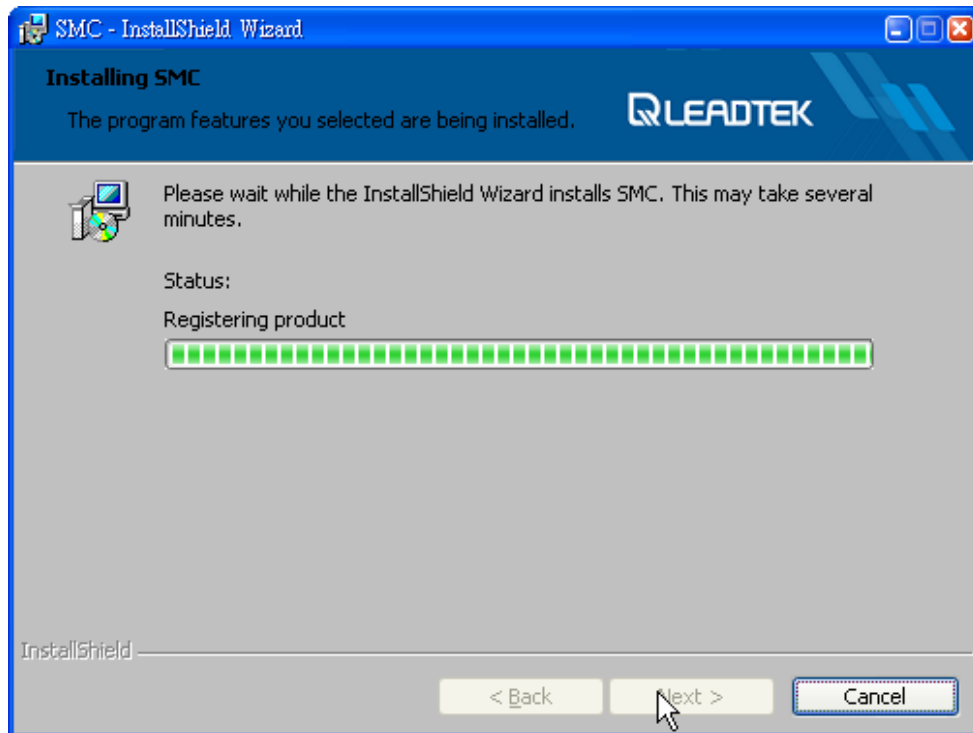 SMC - InstallShield Wizard
Installing SMC
The program features you selected are being installed.
LEADTEK
Please wait while the InstallShield Wizard installs SMC. This may take several
minutes.
Status:
Registering product
InstallShield
< Back
Next >
Cancel